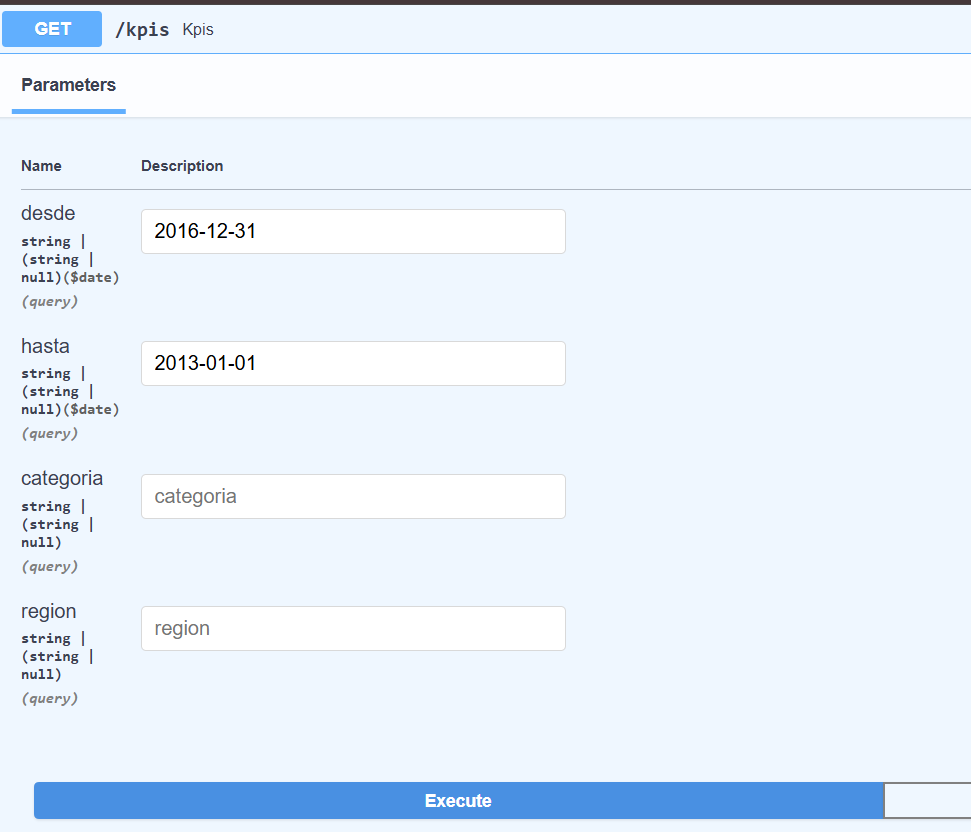 GET /kpis Kpis
Parameters
Name Description
desde
string |
(string |
null)($date)
(query)
2016-12-31
hasta
string |
(string |
null)($date)
(query)
2013-01-01
categoria
string |
(string |
null)
(query)
categoria
region
string |
(string |
null)
(query)
region
Execute